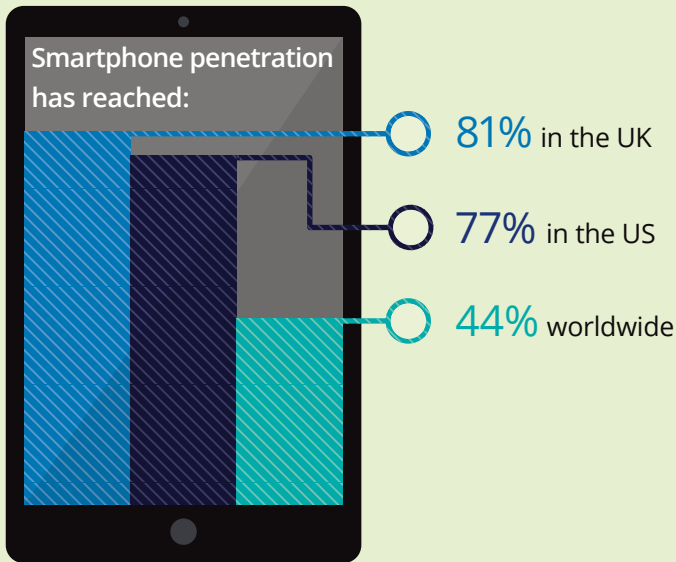 Smartphone penetration
has reached:
81% in the UK
77% in the US
44% worldwide